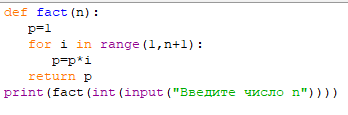 def fact(n):
    p=1
    for i in range(1,n+1):
        p=p*i
    return p
print(fact(int(input("Введите число n"))))